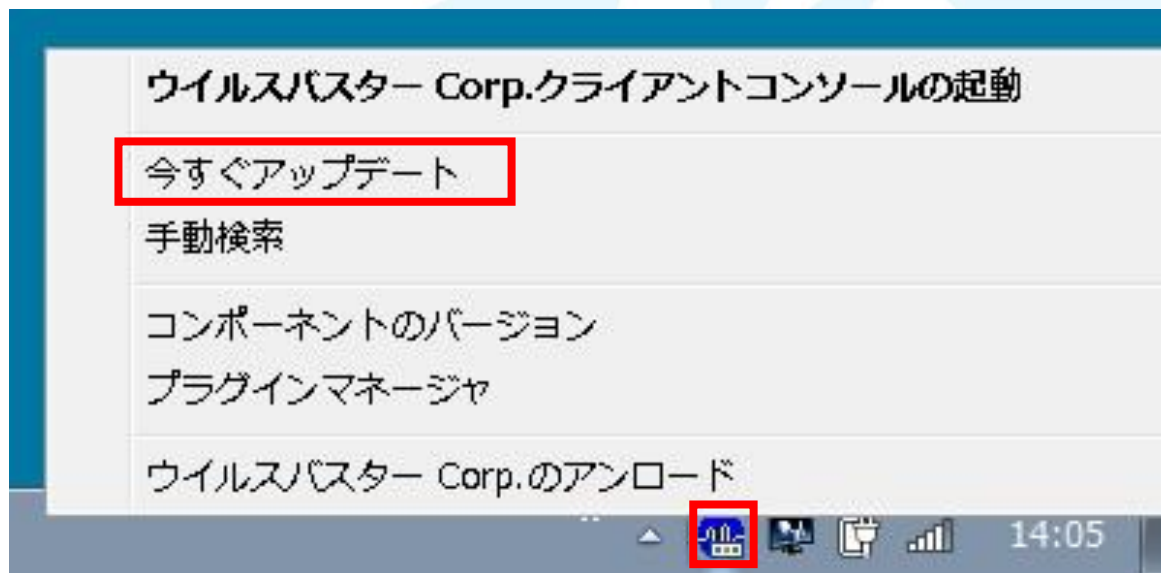 ウイルスバスター Corp.クライアントコンソールの起動
今すぐアップデート
手動検索
コンポーネントのバージョン
プラグインマネージャ
ウイルスバスター Corp.のアンロード
14:05